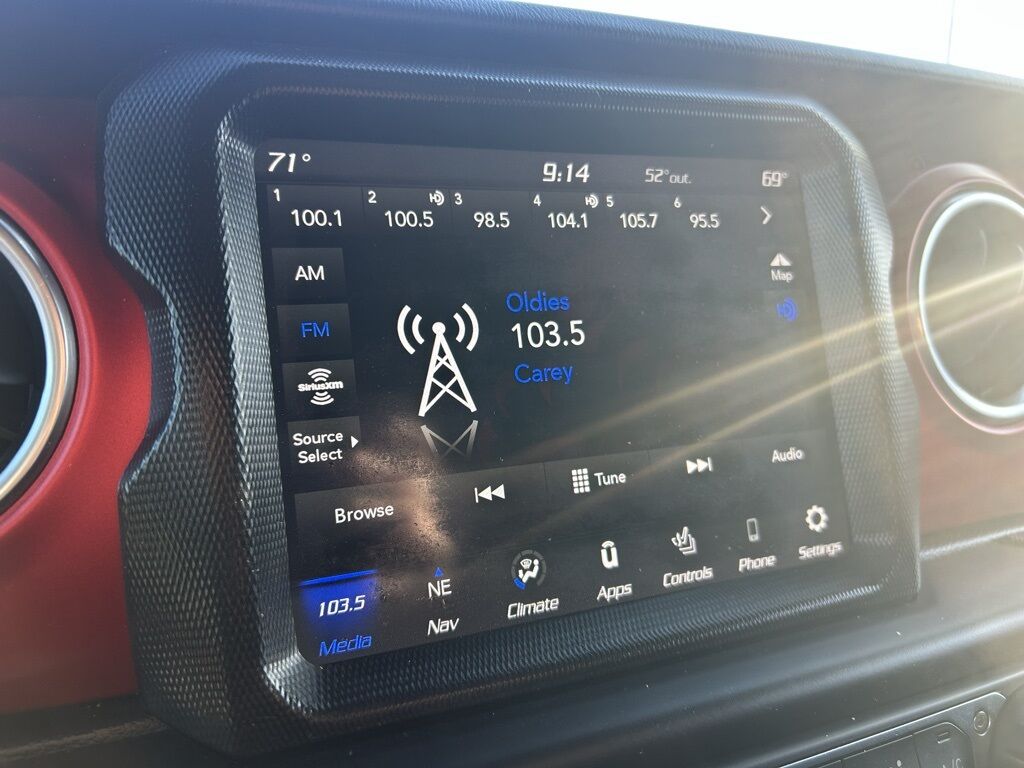 71° 9:14 52°out. 69°
1 2 3 4 5 6
100.1 100.5 98.5 104.1 105.7 95.5
AM
Map
Oldies
FM
103.5
Carey
SiriusXM
Source
Select
Browse Tune Audio
103.5 NE
Media Nav Climate Apps Controls Phone Settings